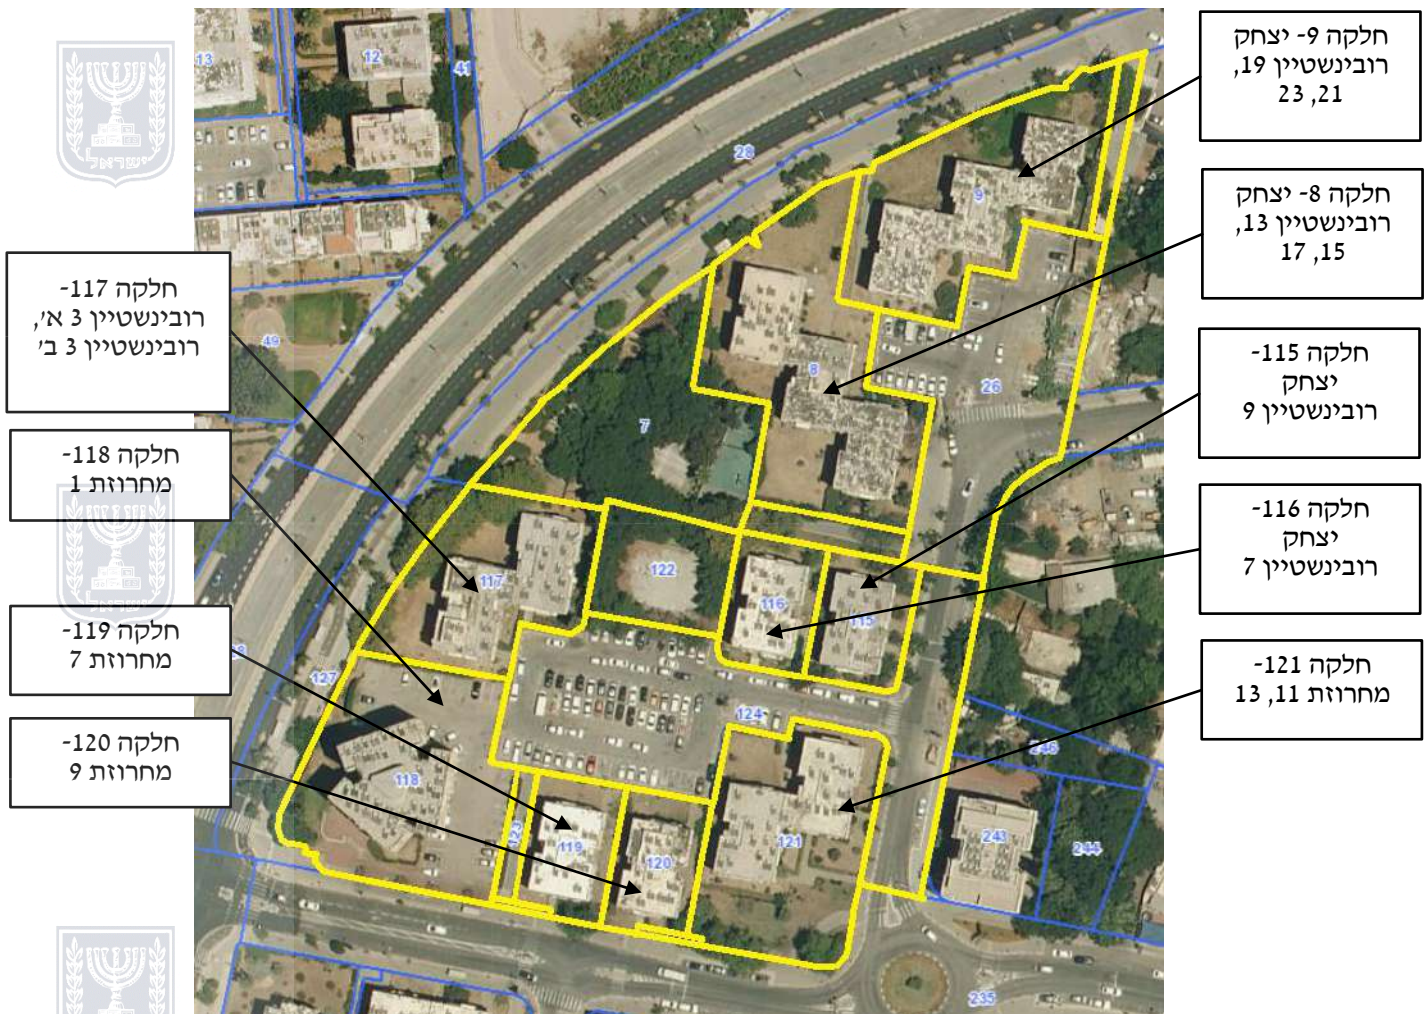 חלקה 9- יצחק
רובינשטיין 19,
21, 23
חלקה 8- יצחק
רובינשטיין 13,
15, 17
חלקה 115-
יצחק
רובינשטיין 9
חלקה 116-
יצחק
רובינשטיין 7
חלקה 121-
מחרוזת 11, 13
חלקה 117-
רובינשטיין 3 א',
רובינשטיין 3 ב'
חלקה 118-
מחרוזת 1
חלקה 119-
מחרוזת 7
חלקה 120-
מחרוזת 9
13
12
41
28
9
49
8
26
7
117
122
116
115
127
124
118
123
119
120
121
246
243
244
235
ישראל